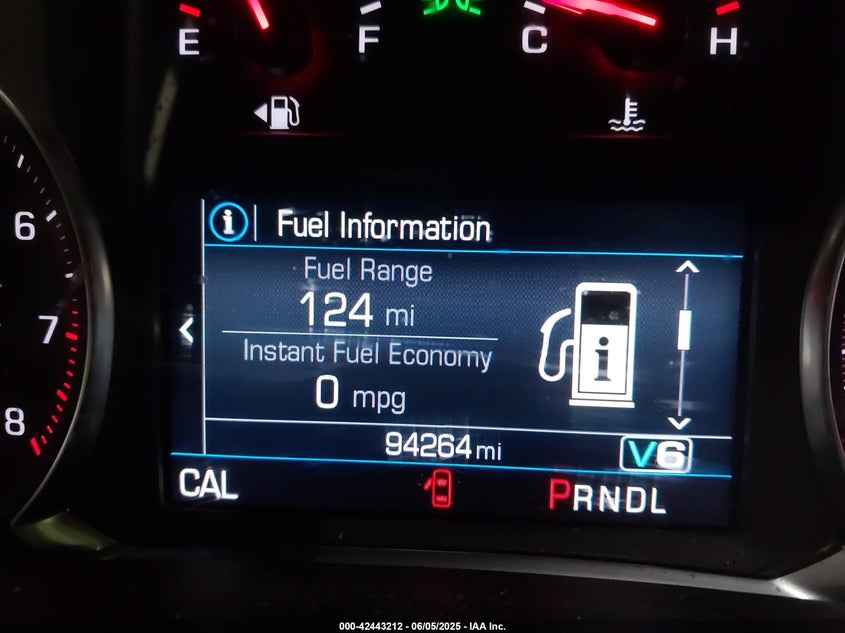 E F C H
6
7
8
Fuel Information
Fuel Range
124 mi
Instant Fuel Economy
0 mpg
94264 mi V6
CAL PRNDL
000-42443212 - 06/05/2025 - IAA Inc.